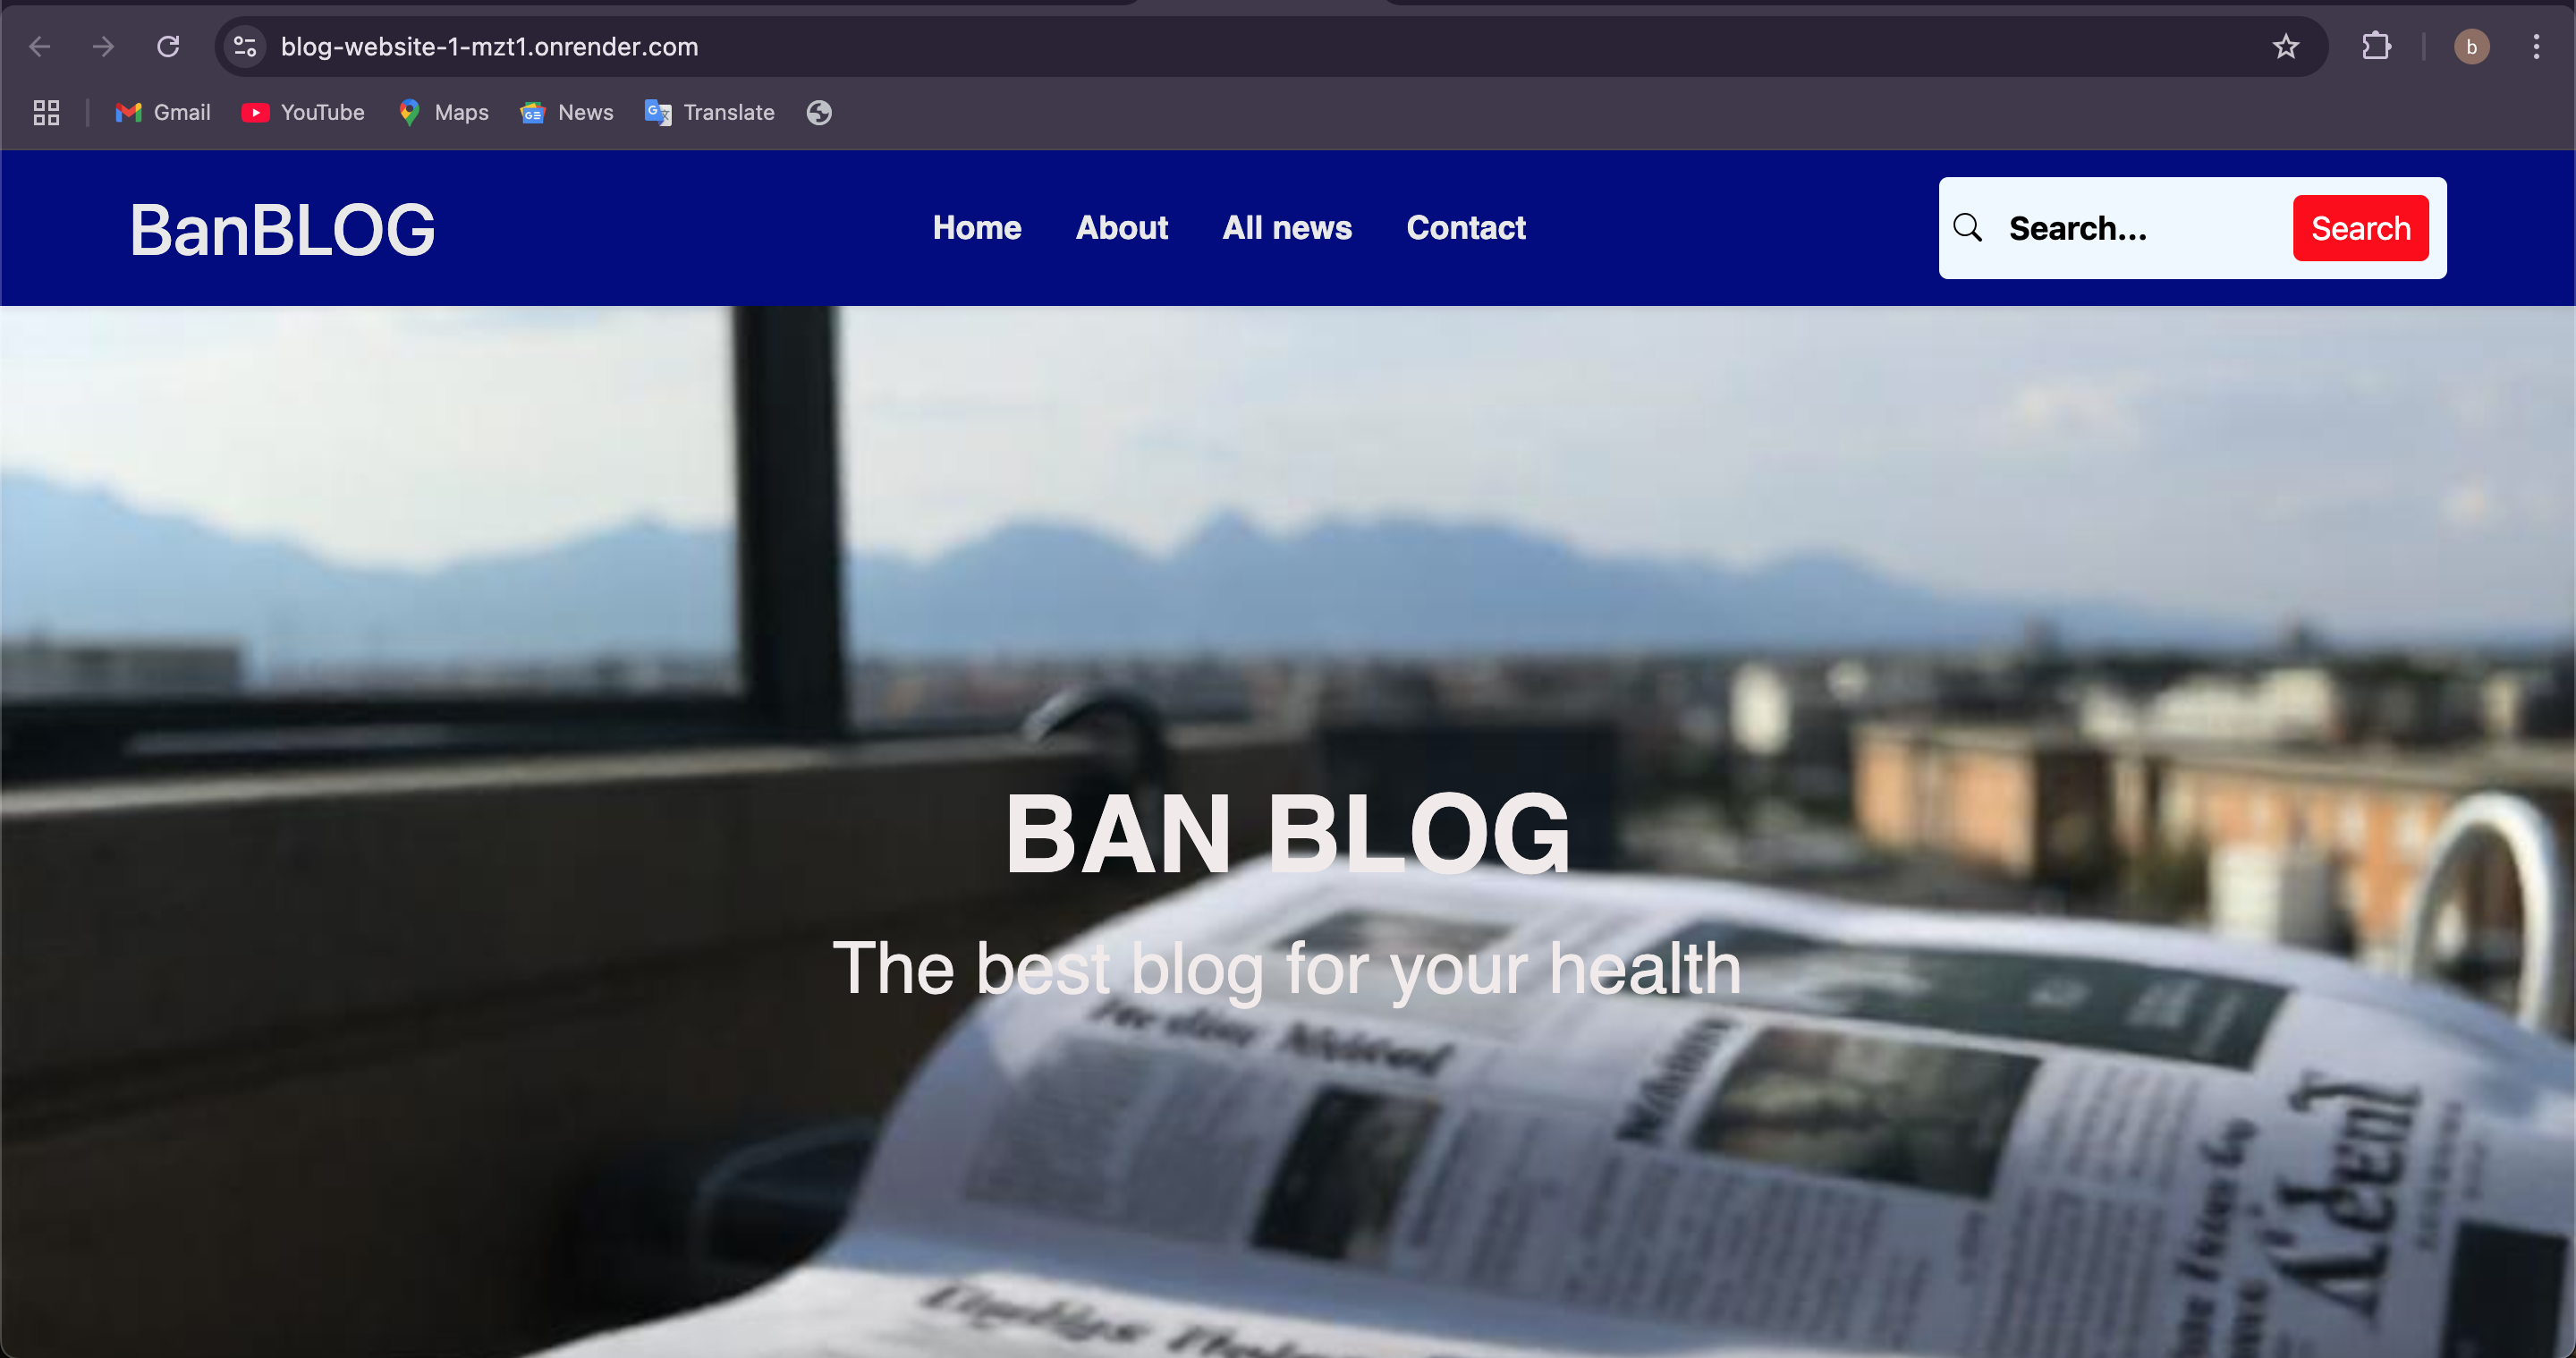 blog-website-1-mzt1.onrender.com
b
Gmail YouTube Maps News Translate
BanBLOG
Home About All news Contact
Search... Search
BAN BLOG
The best blog for your health